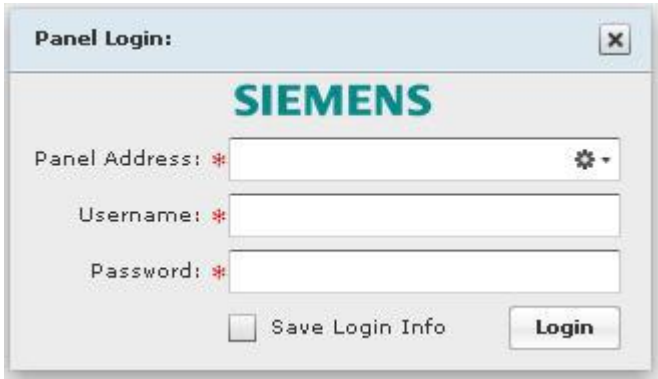 Panel Login:
SIEMENS
Panel Address: *
Username: *
Password: *
Save Login Info Login